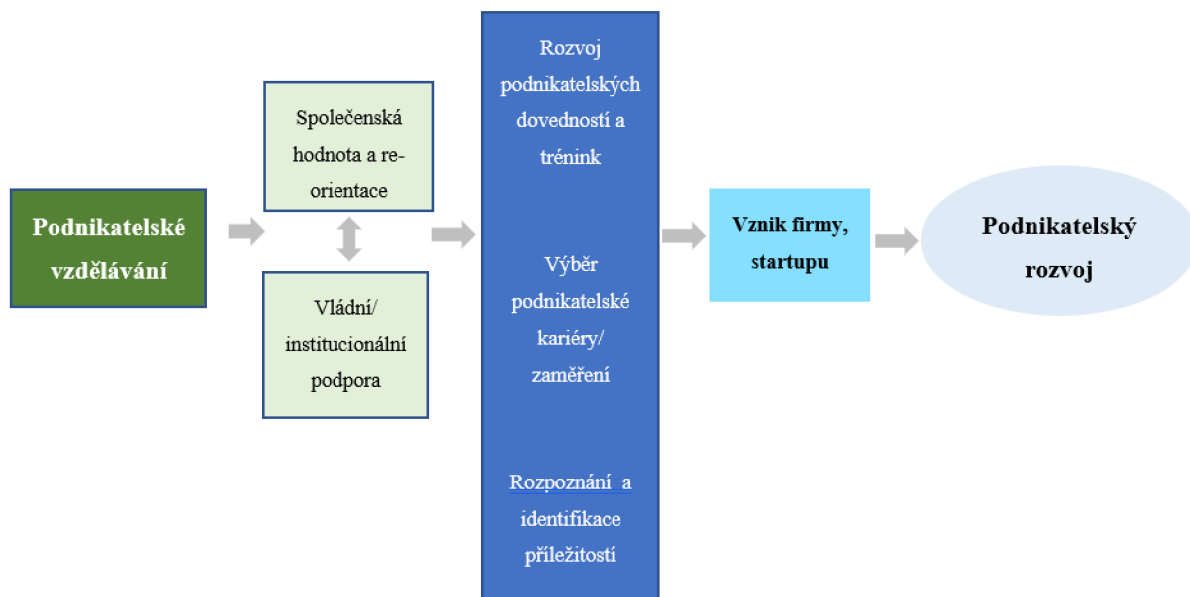 Podnikatelské
vzdělávání
Společenská
hodnota a re-
orientace
Vládní/
institucionální
podpora
Rozvoj
podnikatelských
dovedností a
trénink
Výběr
podnikatelské
kariéry/
zaměření
Rozpoznání a
identifikace
příležitostí
Vznik firmy,
startupu
Podnikatelský
rozvoj